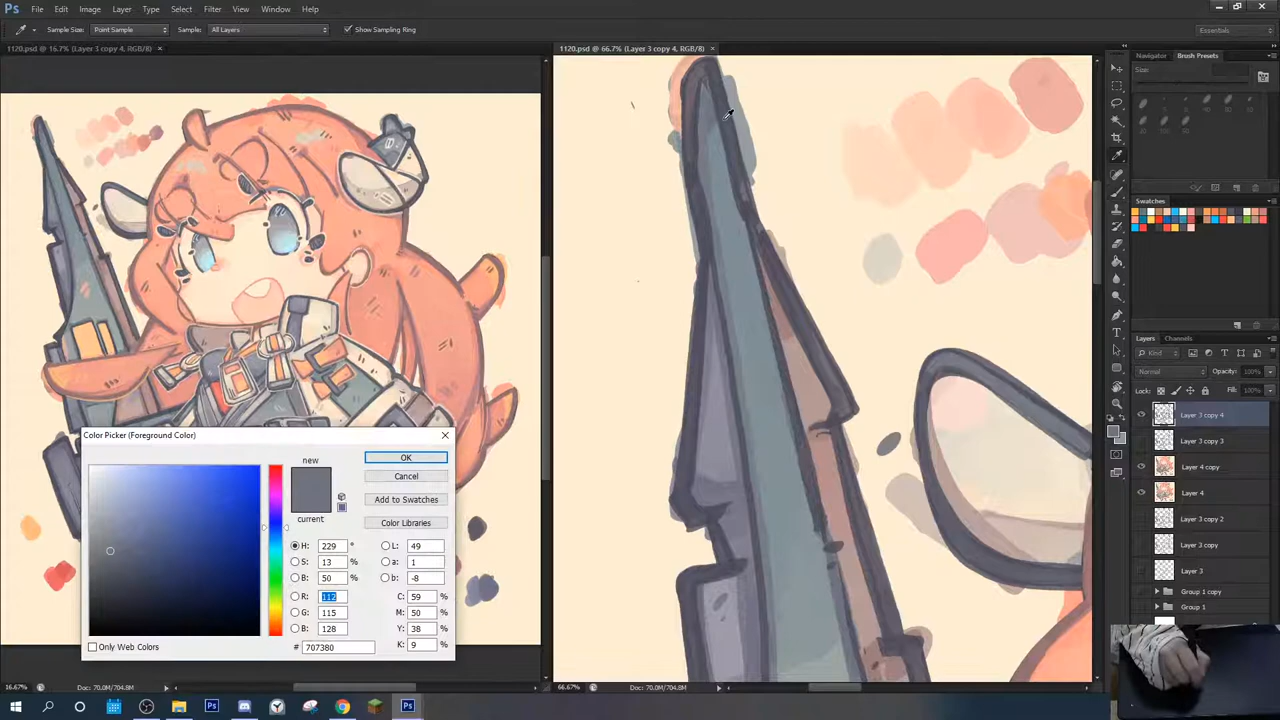 Ps File Edit Image Layer Type Select Filter View Window Help
Sample Size: Point Sample Sample: All Layers Show Sampling Ring Essentials
1120.psd @ 16.7% (Layer 3 copy 4, RGB/8) × 1120.psd @ 66.7% (Layer 3 copy 4, RGB/8) ×
Navigator Brush Presets
Size:
Swatches
Layers Channels
Kind
Normal Opacity: 100%
Lock: Fill: 100%
Layer 3 copy 4
Layer 3 copy 3
Layer 4 copy
Layer 4
Layer 3 copy 2
Layer 3 copy
Layer 3
Group 1 copy
Group 1
Color Picker (Foreground Color)
new
current
OK
Cancel
Add to Swatches
Color Libraries
H: 229 ° L: 49
S: 13 % a: 1
B: 50 % b: -8
R: 112 C: 59 %
G: 115 M: 50 %
B: 128 Y: 38 %
# 707380 K: 9 %
Only Web Colors
16.67% Doc: 70.0M/704.8M 66.67% Doc: 70.0M/704.8M
Ps Ps